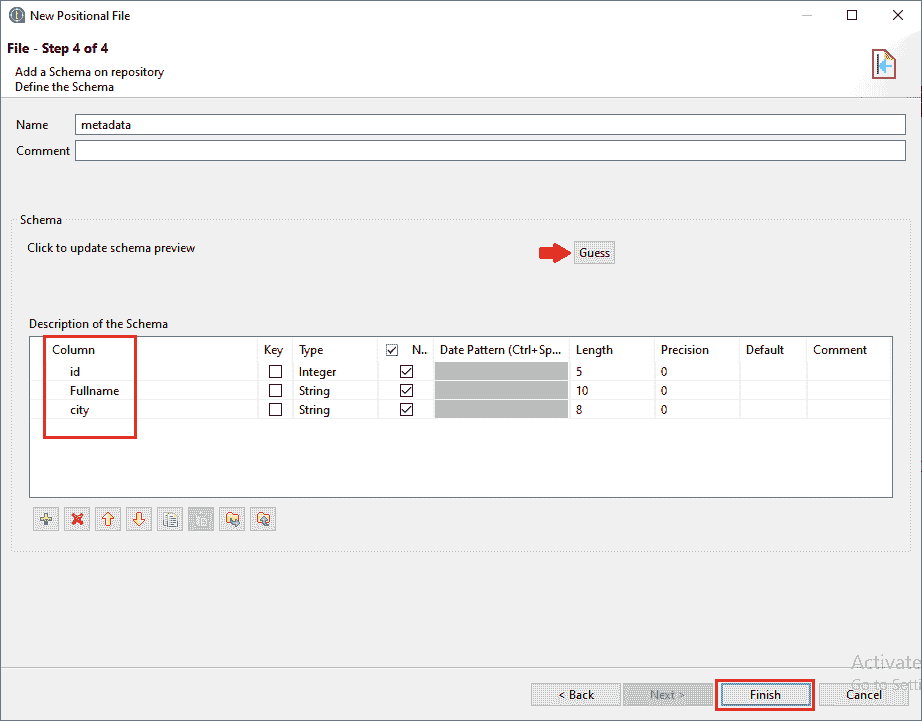 New Positional File
File - Step 4 of 4
Add a Schema on repository
Define the Schema
Name metadata
Comment
Schema
Click to update schema preview
Guess
Description of the Schema
Column Key Type N.. Date Pattern (Ctrl+Sp... Length Precision Default Comment
id Integer 5 0
Fullname String 10 0
city String 8 0
Activate
Go to Setti
< Back Next > Finish Cancel